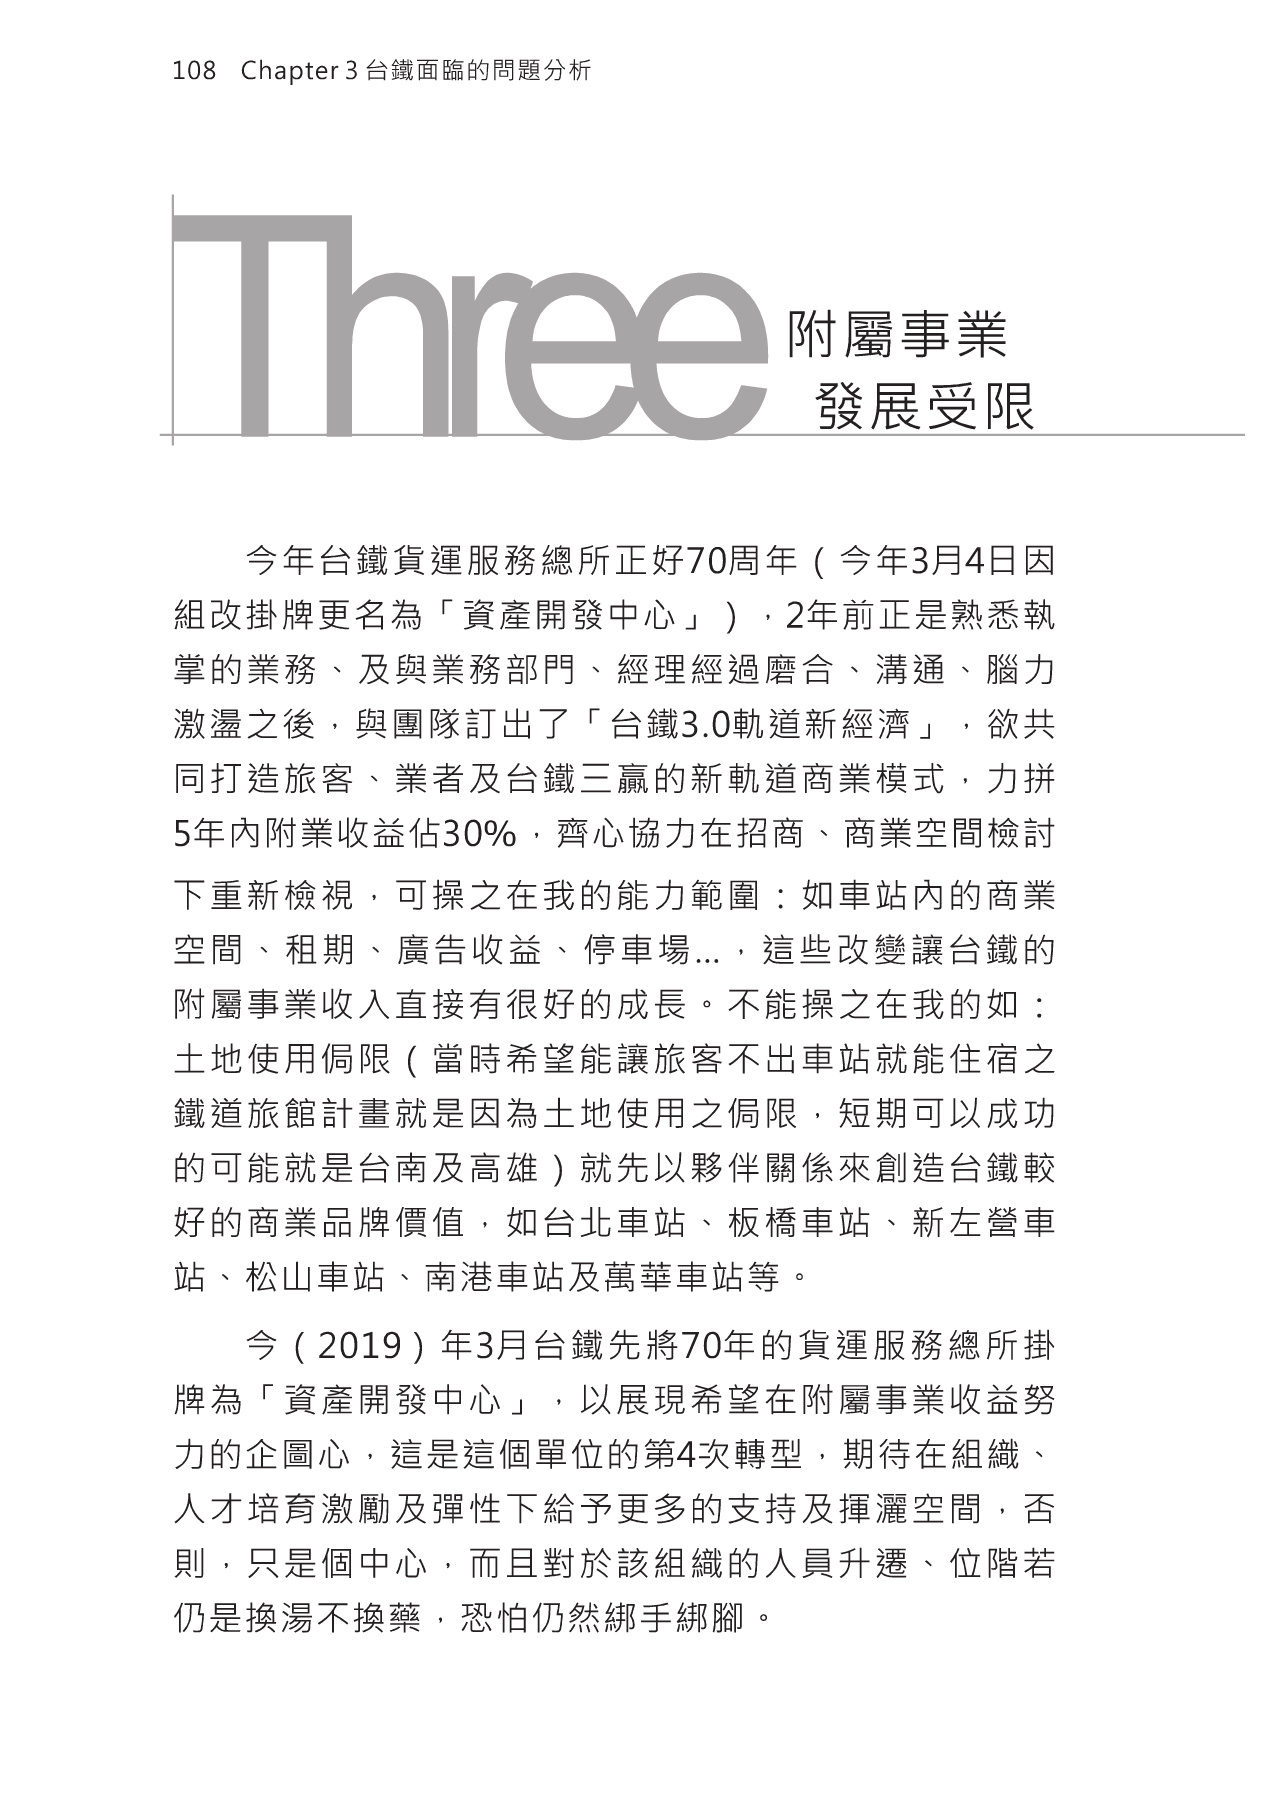 108 Chapter 3 台鐵面臨的問題分析
Three
附屬事業
發展受限
今年台鐵貨運服務總所正好70周年（今年3月4日因
組改掛牌更名為「資產開發中心」），2年前正是熟悉執
掌的業務、及與業務部門、經理經過磨合、溝通、腦力
激盪之後，與團隊訂出了「台鐵3.0軌道新經濟」，欲共
同打造旅客、業者及台鐵三贏的新軌道商業模式，力拼
5年內附業收益佔30%，齊心協力在招商、商業空間檢討
下重新檢視，可操之在我的能力範圍：如車站內的商業
空間、租期、廣告收益、停車場...，這些改變讓台鐵的
附屬事業收入直接有很好的成長。不能操之在我的如：
土地使用侷限（當時希望能讓旅客不出車站就能住宿之
鐵道旅館計畫就是因為土地使用之侷限，短期可以成功
的可能就是台南及高雄）就先以夥伴關係來創造台鐵較
好的商業品牌價值，如台北車站、板橋車站、新左營車
站、松山車站、南港車站及萬華車站等。
今（2019）年3月台鐵先將70年的貨運服務總所掛
牌為「資產開發中心」，以展現希望在附屬事業收益努
力的企圖心，這是這個單位的第4次轉型，期待在組織、
人才培育激勵及彈性下給予更多的支持及揮灑空間，否
則，只是個中心，而且對於該組織的人員升遷、位階若
仍是換湯不換藥，恐怕仍然綁手綁腳。